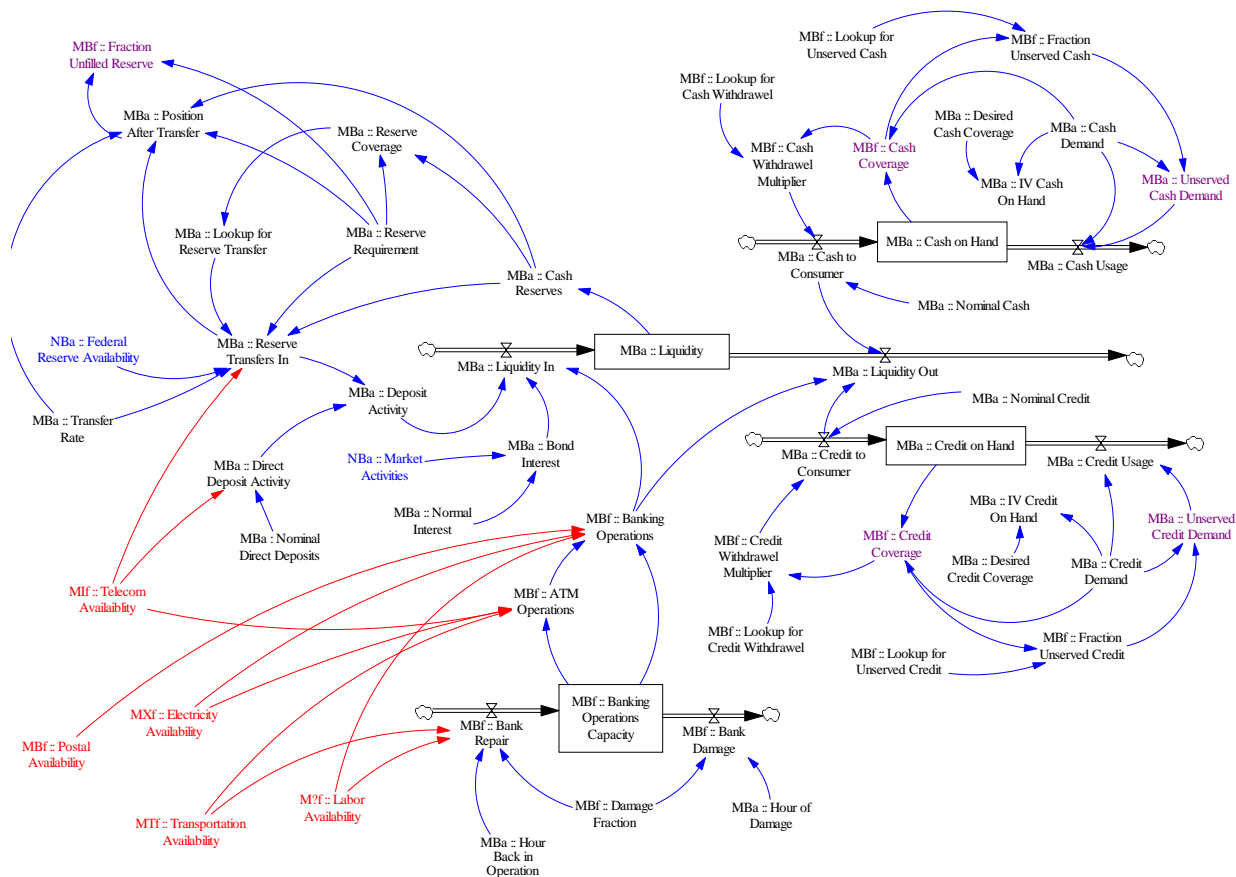 MBf :: Fraction
Unfilled Reserve
MBa :: Position
After Transfer
MBa :: Reserve
Coverage
MBa :: Lookup for
Reserve Transfer
MBa :: Reserve
Requirement
MBa :: Cash
Reserves
NBa :: Federal
Reserve Availability
MBa :: Reserve
Transfers In
MBa :: Transfer
Rate
MBa :: Deposit
Activity
MBa :: Direct
Deposit Activity
MBa :: Nominal
Direct Deposits
MBa :: Liquidity In
MBa :: Liquidity
MBa :: Liquidity Out
NBa :: Market
Activities
MBa :: Bond
Interest
MBa :: Normal
Interest
MBf :: Lookup for
Unserved Cash
MBf :: Fraction
Unserved Cash
MBf :: Lookup for
Cash Withdrawel
MBa :: Desired
Cash Coverage
MBa :: Cash
Demand
MBf :: Cash
Withdrawel
Multiplier
MBf :: Cash
Coverage
MBa :: IV Cash
On Hand
MBa :: Unserved
Cash Demand
MBa :: Cash on Hand
MBa :: Cash to
Consumer
MBa :: Cash Usage
MBa :: Nominal Cash
MBa :: Nominal Credit
MBa :: Credit on Hand
MBa :: Credit to
Consumer
MBa :: Credit Usage
MBa :: IV Credit
On Hand
MBa :: Unserved
Credit Demand
MBf :: Credit
Withdrawel
Multiplier
MBf :: Credit
Coverage
MBa :: Desired
Credit Coverage
MBa :: Credit
Demand
MBf :: Lookup for
Credit Withdrawel
MBf :: Lookup for
Unserved Credit
MBf :: Fraction
Unserved Credit
MBf :: Banking
Operations
MBf :: ATM
Operations
MIf :: Telecom
Availaiblity
MXf :: Electricity
Availability
MBf :: Postal
Availability
MTf :: Transportation
Availability
M?f :: Labor
Availability
MBf :: Bank
Repair
MBf :: Banking
Operations
Capacity
MBf :: Bank
Damage
MBf :: Damage
Fraction
MBa :: Hour of
Damage
MBa :: Hour
Back in
Operation